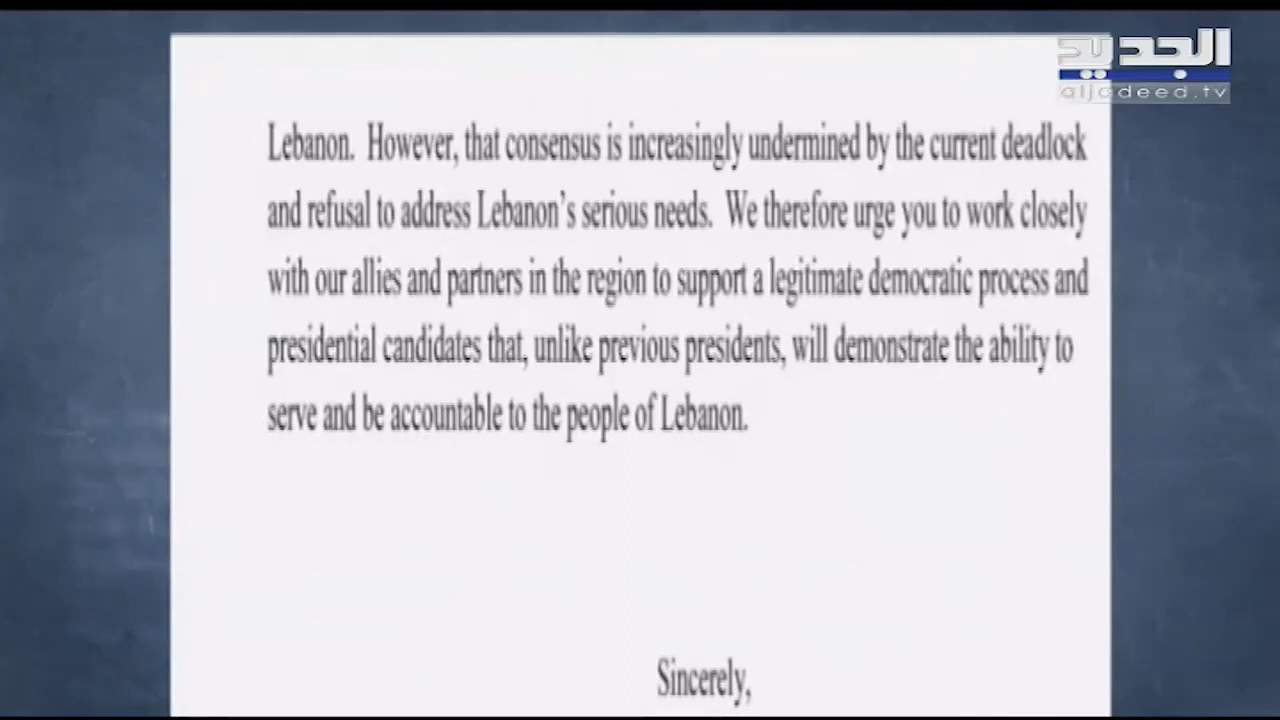 الجديد
aljadeed.tv
Lebanon. However, that consensus is increasingly undermined by the current deadlock
and refusal to address Lebanon's serious needs. We therefore urge you to work closely
with our allies and partners in the region to support a legitimate democratic process and
presidential candidates that, unlike previous presidents, will demonstrate the ability to
serve and be accountable to the people of Lebanon.
Sincerely,